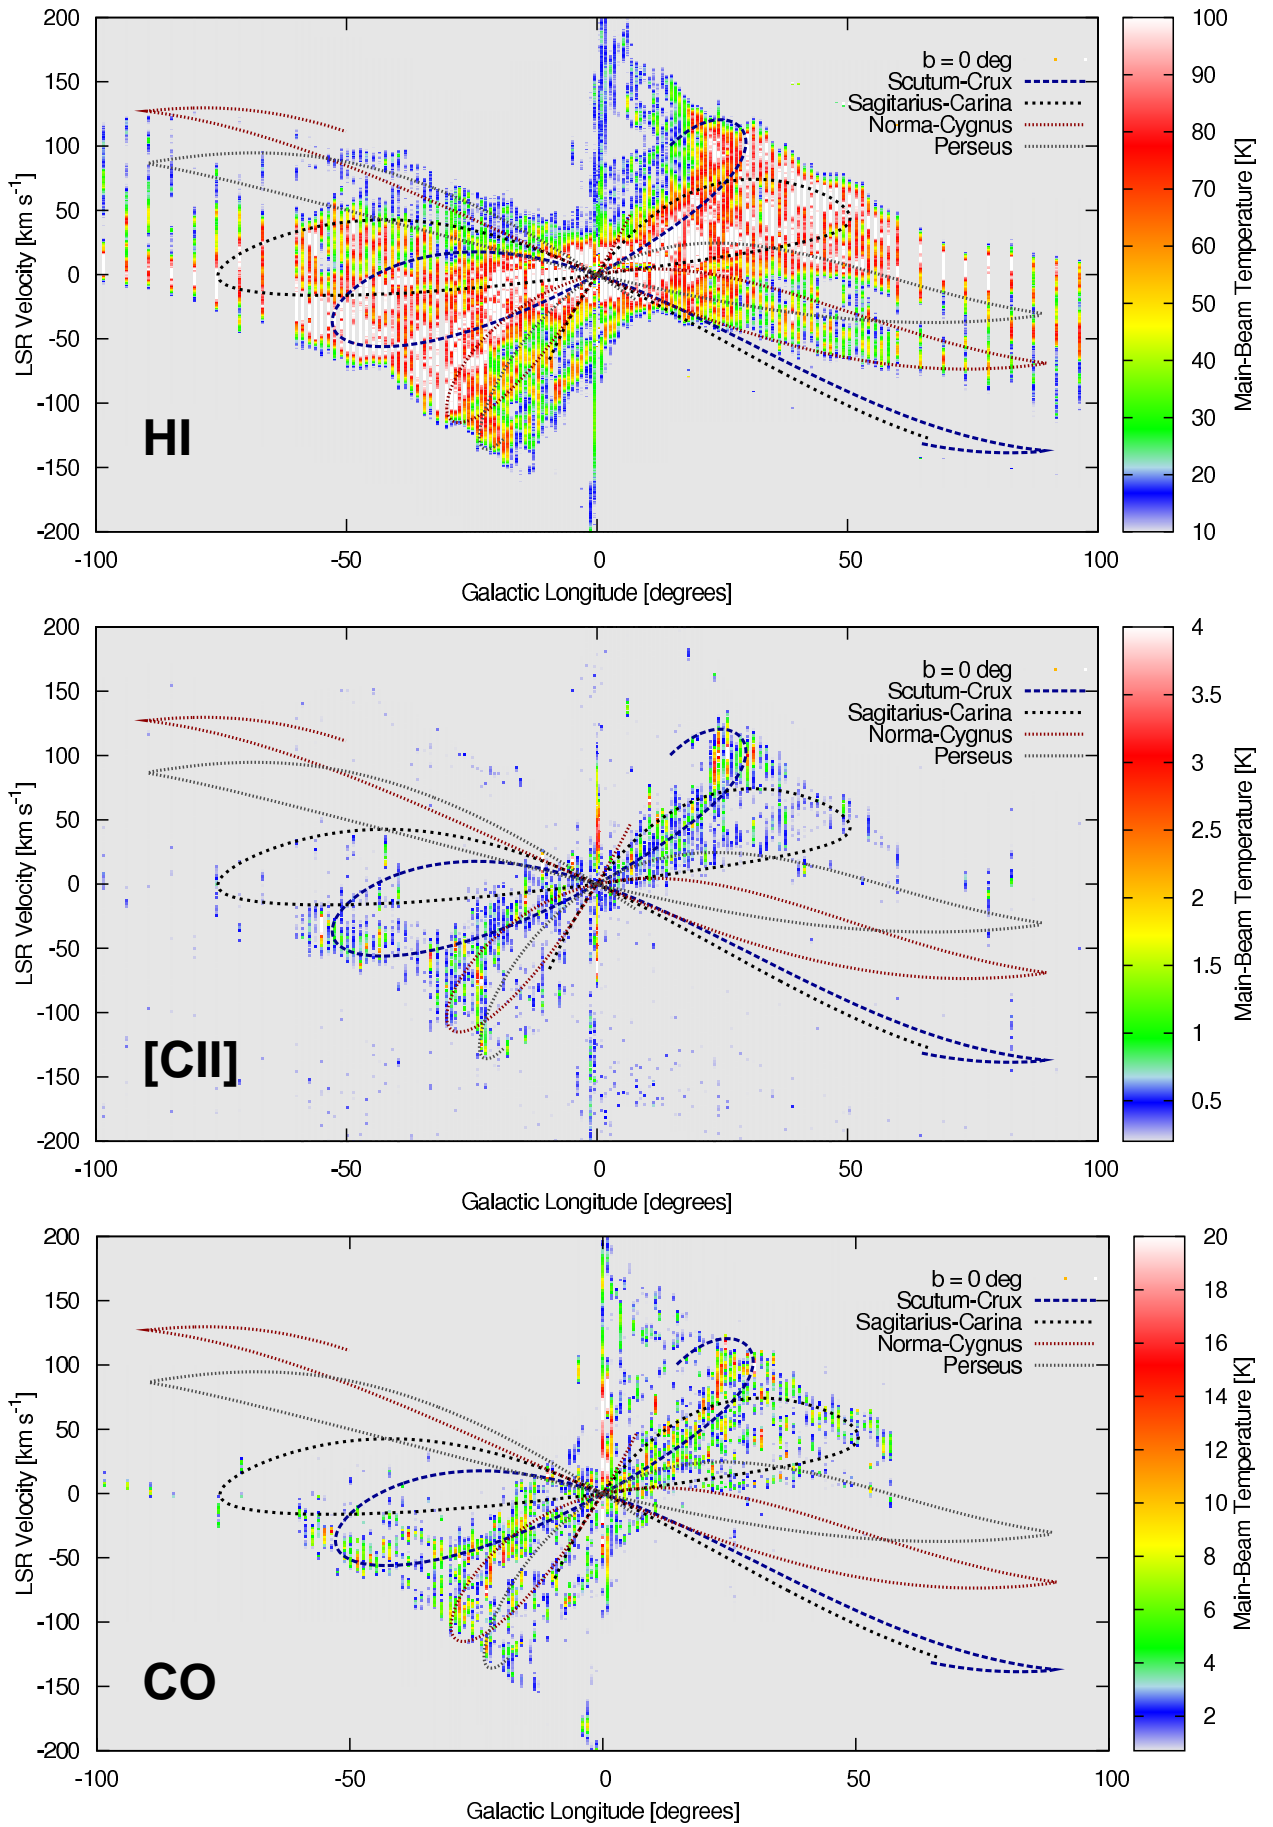 200
150
100
50
0
-50
-100
-150
-200
LSR Velocity [km s-1]
b = 0 deg
Scutum-Crux
Sagitarius-Carina
Norma-Cygnus
Perseus
HI
-100 -50 0 50 100
Galactic Longitude [degrees]
100
90
80
70
60
50
40
30
20
10
Main-Beam Temperature [K]
200
150
100
50
0
-50
-100
-150
-200
LSR Velocity [km s-1]
b = 0 deg
Scutum-Crux
Sagitarius-Carina
Norma-Cygnus
Perseus
[CII]
-100 -50 0 50 100
Galactic Longitude [degrees]
4
3.5
3
2.5
2
1.5
1
0.5
Main-Beam Temperature [K]
200
150
100
50
0
-50
-100
-150
-200
LSR Velocity [km s-1]
b = 0 deg
Scutum-Crux
Sagitarius-Carina
Norma-Cygnus
Perseus
CO
-100 -50 0 50 100
Galactic Longitude [degrees]
20
18
16
14
12
10
8
6
4
2
Main-Beam Temperature [K]